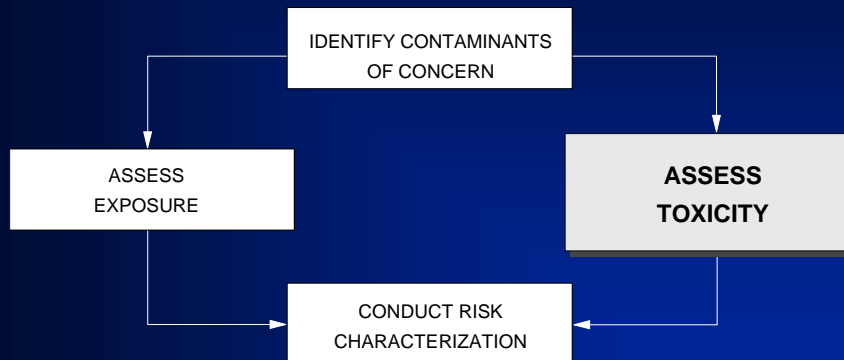 IDENTIFY CONTAMINANTS
OF CONCERN
ASSESS
EXPOSURE
ASSESS
TOXICITY
CONDUCT RISK
CHARACTERIZATION